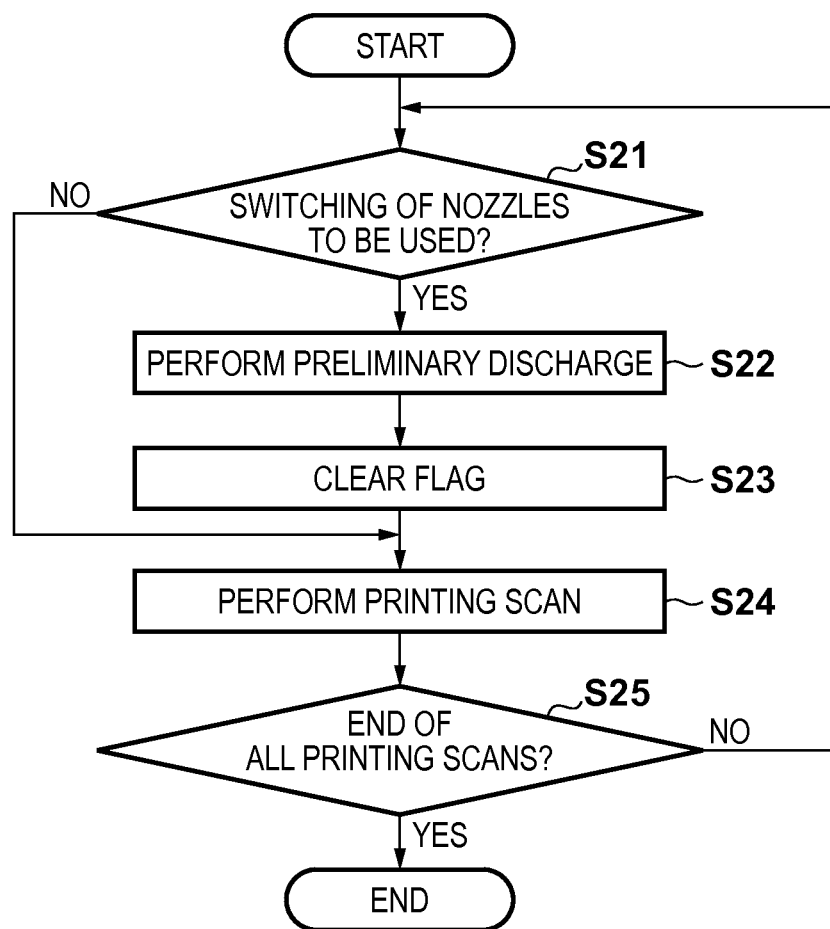 START
S21
NO
SWITCHING OF NOZZLES
TO BE USED?
YES
PERFORM PRELIMINARY DISCHARGE
S22
CLEAR FLAG
S23
PERFORM PRINTING SCAN
S24
S25
END OF
ALL PRINTING SCANS?
NO
YES
END